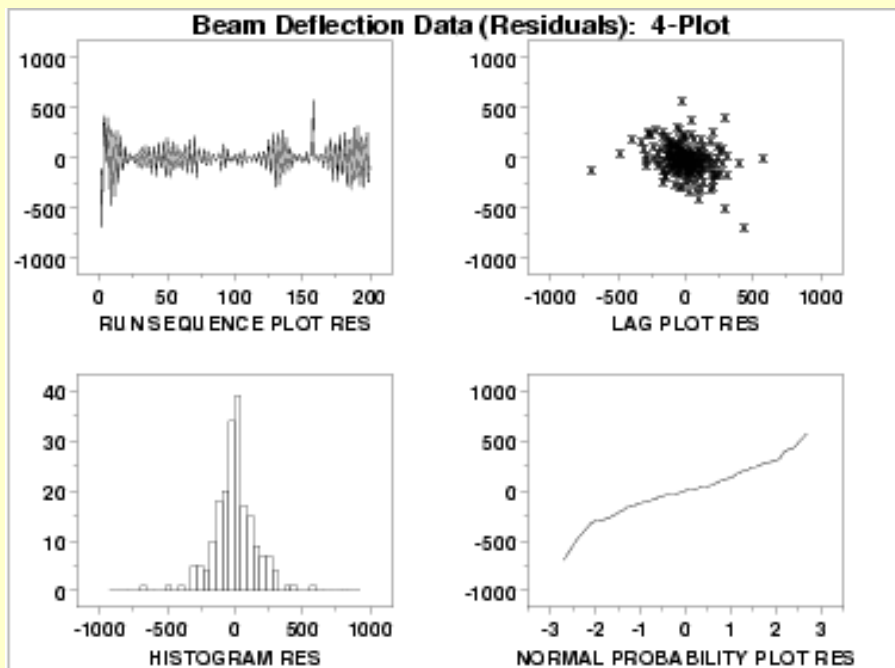 Beam Deflection Data (Residuals): 4-Plot
1000
500
0
-500
-1000
0 50 100 150 200
RUN SEQUENCE PLOT RES
1000
500
0
-500
-1000
-1000 -500 0 500 1000
LAG PLOT RES
40
30
20
10
0
-1000 -500 0 500 1000
HISTOGRAM RES
1000
500
0
-500
-1000
-3 -2 -1 0 1 2 3
NORMAL PROBABILITY PLOT RES